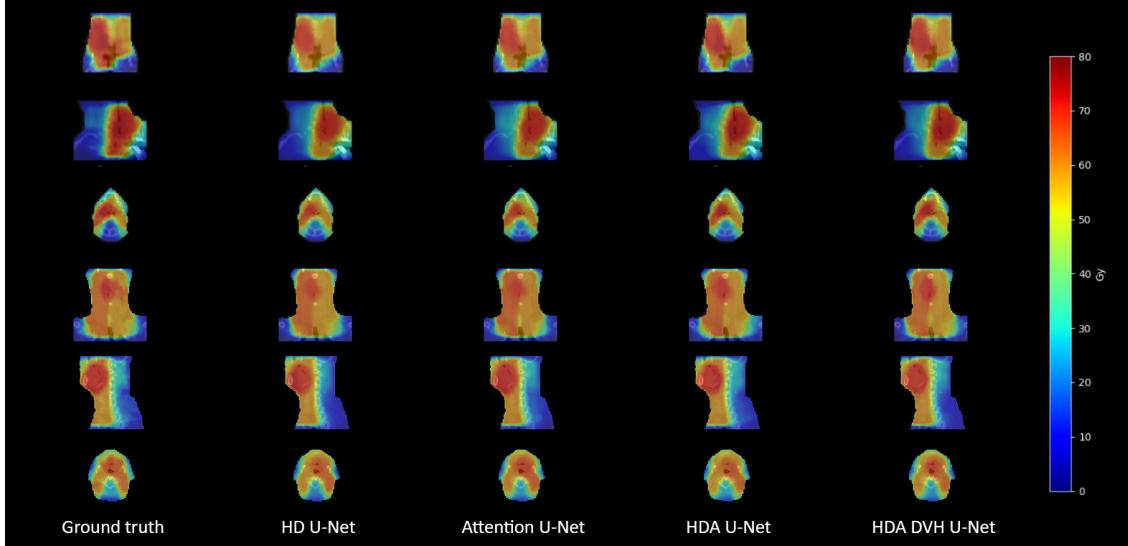 80
70
60
50
40
30
20
10
0
Gy
Ground truth
HD U-Net
Attention U-Net
HDA U-Net
HDA DVH U-Net